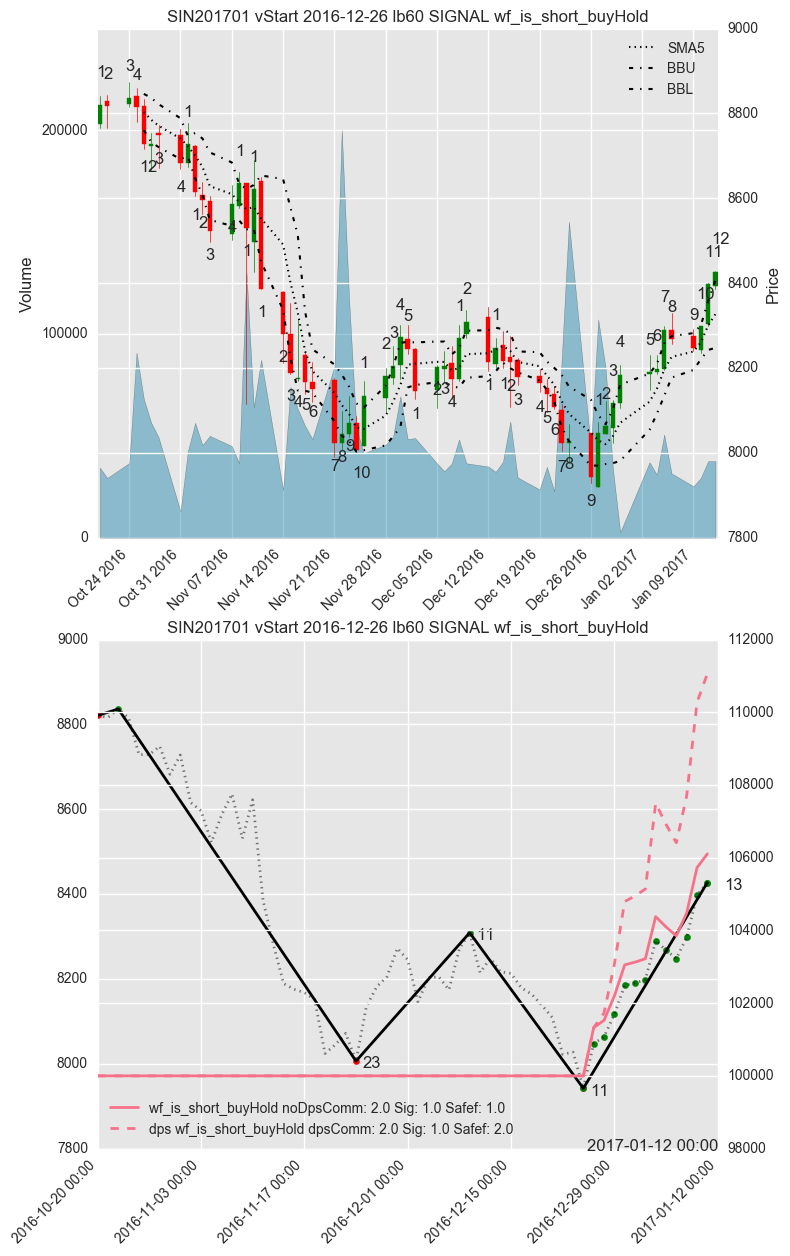 SIN201701 vStart 2016-12-26 lb60 SIGNAL wf_is_short_buyHold
SMA5
BBU
BBL
Volume
200000
100000
0
Price
9000
8800
8600
8400
8200
8000
7800
Oct 24 2016
Oct 31 2016
Nov 07 2016
Nov 14 2016
Nov 21 2016
Nov 28 2016
Dec 05 2016
Dec 12 2016
Dec 19 2016
Dec 26 2016
Jan 02 2017
Jan 09 2017
SIN201701 vStart 2016-12-26 lb60 SIGNAL wf_is_short_buyHold
9000
8800
8600
8400
8200
8000
7800
112000
110000
108000
106000
104000
102000
100000
98000
23
11
11
13
wf_is_short_buyHold noDpsComm: 2.0 Sig: 1.0 Safef: 1.0
dps wf_is_short_buyHold dpsComm: 2.0 Sig: 1.0 Safef: 2.0
2017-01-12 00:00
2016-10-20 00:00
2016-11-03 00:00
2016-11-17 00:00
2016-12-01 00:00
2016-12-15 00:00
2016-12-29 00:00
2017-01-12 00:00